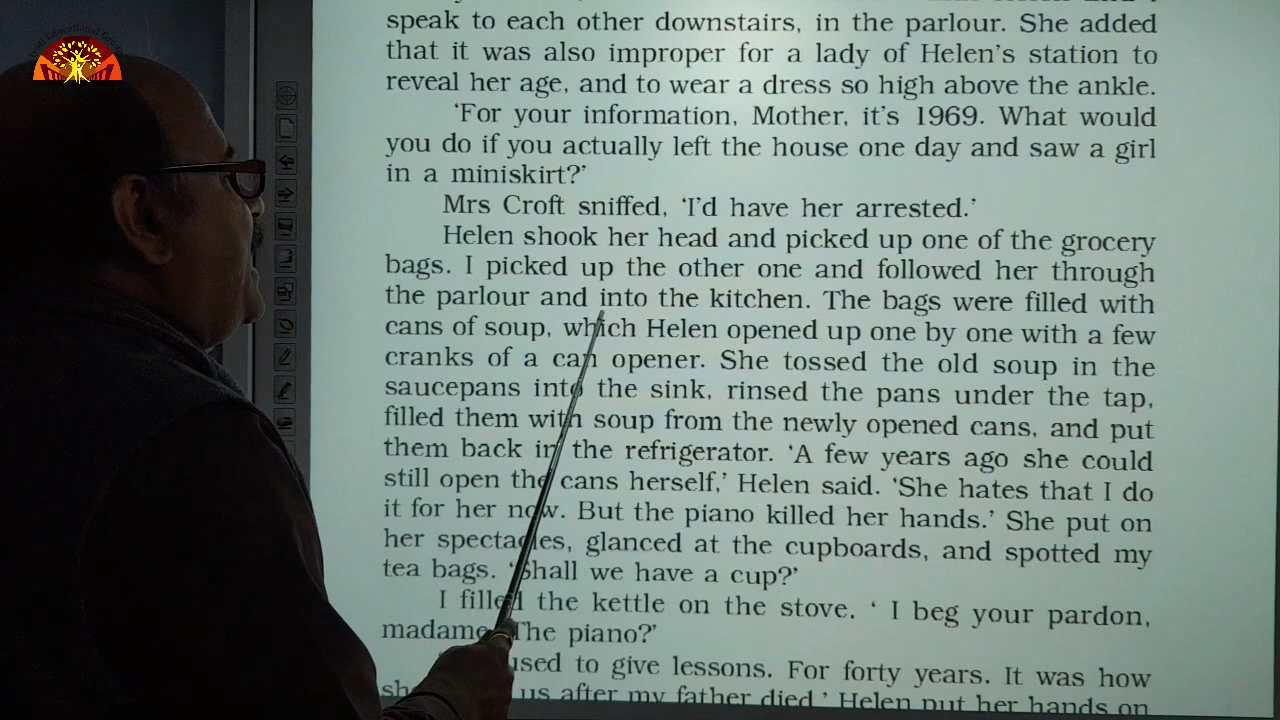 Educational Group
speak to each other downstairs, in the parlour. She added
that it was also improper for a lady of Helen's station to
reveal her age, and to wear a dress so high above the ankle.
'For your information, Mother, it's 1969. What would
you do if you actually left the house one day and saw a girl
in a miniskirt?'
Mrs Croft sniffed, 'I'd have her arrested.'
Helen shook her head and picked up one of the grocery
bags. I picked up the other one and followed her through
the parlour and into the kitchen. The bags were filled with
cans of soup, which Helen opened up one by one with a few
cranks of a can opener. She tossed the old soup in the
saucepans into the sink, rinsed the pans under the tap,
filled them with soup from the newly opened cans, and put
them back in the refrigerator. 'A few years ago she could
still open the cans herself,' Helen said. 'She hates that I do
it for her now. But the piano killed her hands.' She put on
her spectacles, glanced at the cupboards, and spotted my
tea bags. 'Shall we have a cup?'
I filled the kettle on the stove. ' I beg your pardon,
madame. The piano?'
used to give lessons. For forty years. It was how
us after my father died.' Helen put her hands on